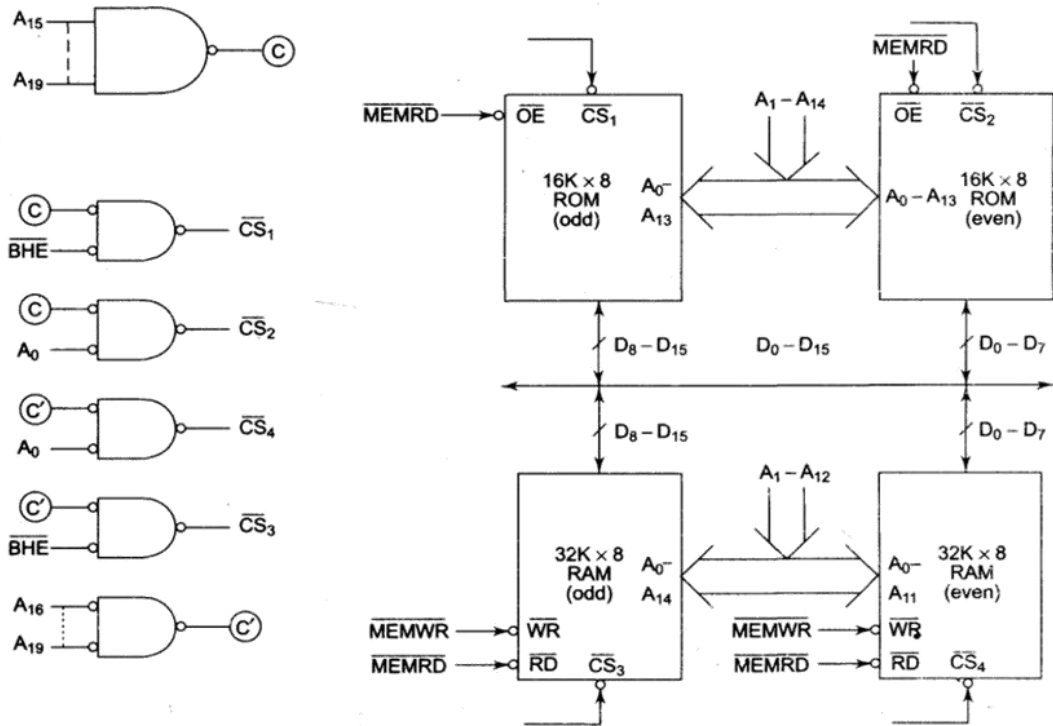 A15
A19
C
C
BHE
CS1
C
A0
CS2
C'
A0
CS4
C'
BHE
CS3
A16
A19
C'
MEMRD
OE CS1
16K × 8
ROM
(odd)
A0–
A13
A1 – A14
MEMRD
OE CS2
A0 – A13
16K × 8
ROM
(even)
D8 – D15
D0 – D15
D0 – D7
D8 – D15
D0 – D7
A1 – A12
32K × 8
RAM
(odd)
A0–
A14
MEMWR
WR
MEMRD
RD
CS3
A0–
A11
32K × 8
RAM
(even)
MEMWR
WR
MEMRD
RD
CS4